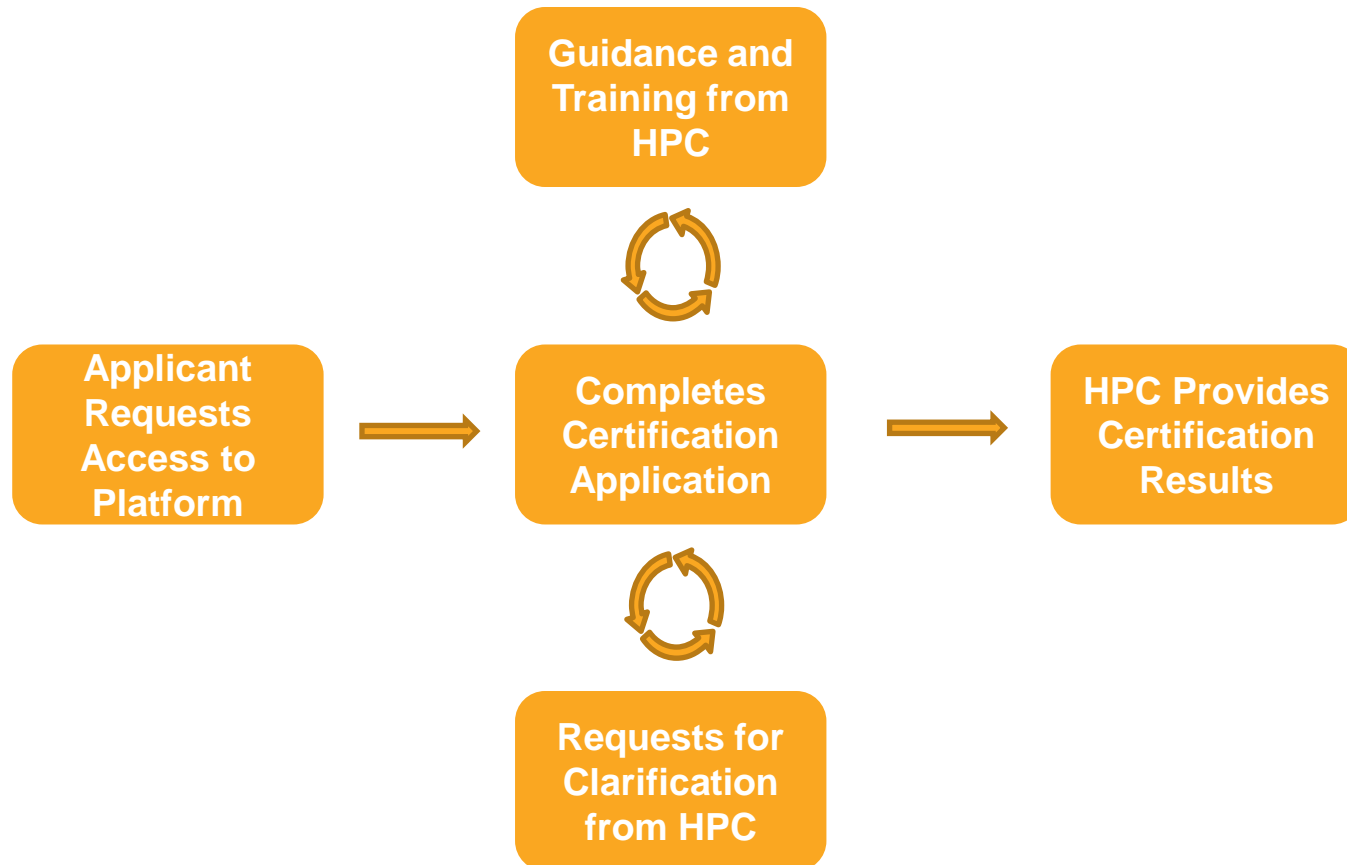 Guidance and
Training from
HPC
Applicant
Requests
Access to
Platform
Completes
Certification
Application
HPC Provides
Certification
Results
Requests for
Clarification
from HPC